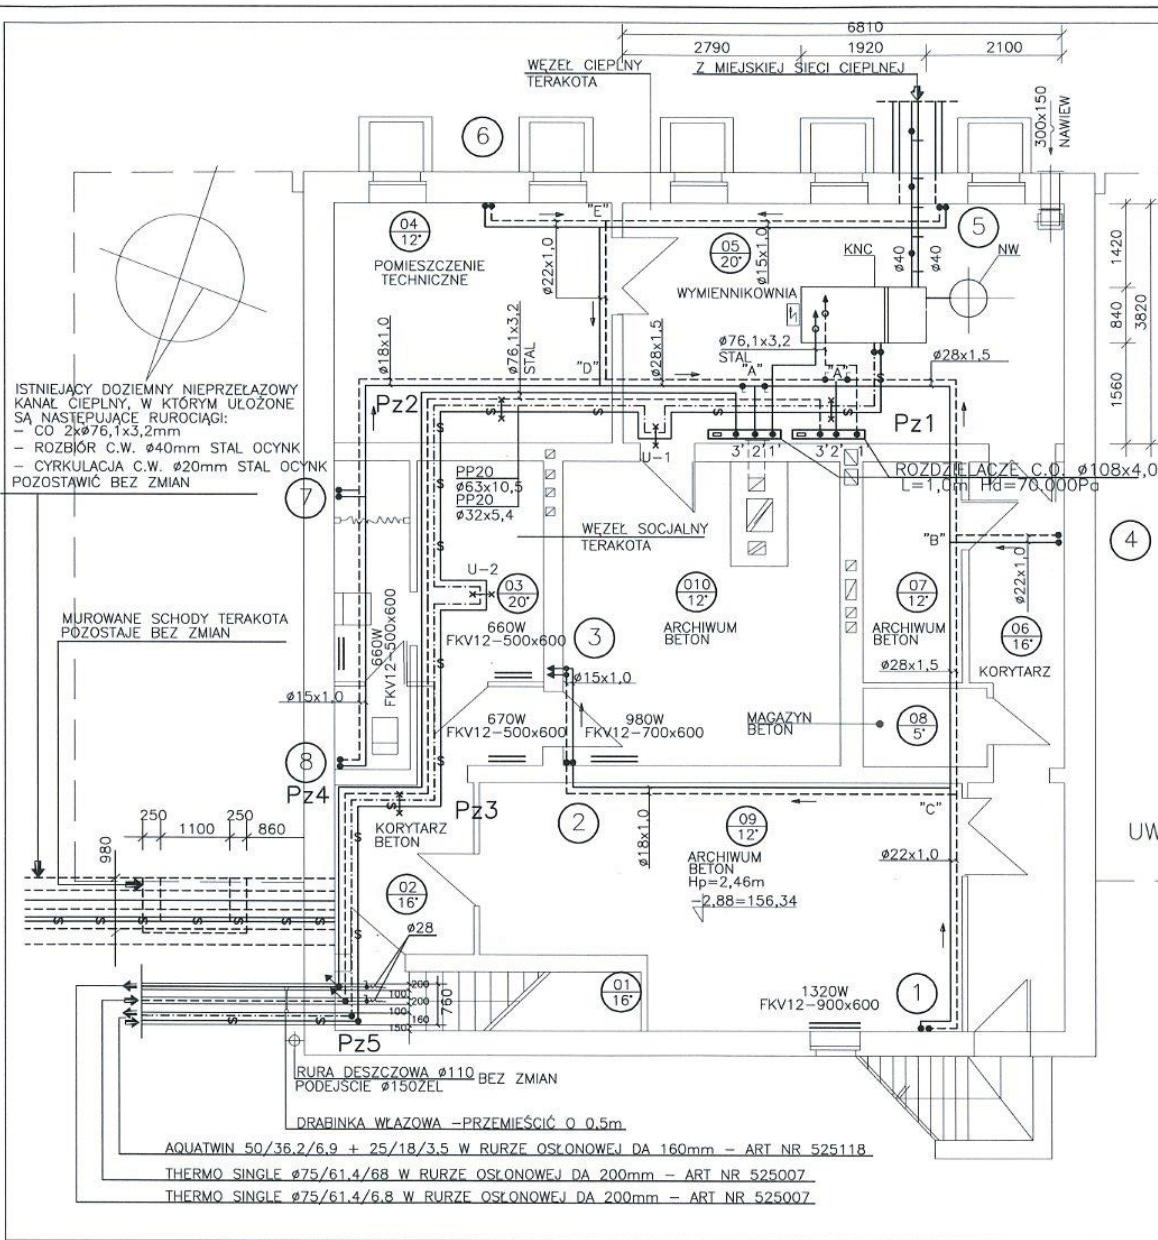 6810
2790
1920
2100
WĘZEŁ CIEPLNY
TERAKOTA
Z MIEJSKIEJ SIECI CIEPLNEJ
300x150
NAWIEW
6
"E"
04
12°
POMIESZCZENIE
TECHNICZNE
ø22x1,0
05
20°
ø15x1,0
5
KNC
ø40
ø40
NW
WYMIENNIKOWNIA
1420
840
3820
1560
ø18x1.0
ø76,1x3,2
STAL
"D"
ø28x1,5
ø76,1x3,2
STAL
"A"
"A"
ø28x1,5
ISTNIEJĄCY DOZIEMNY NIEPRZEŁAZOWY
KANAŁ CIEPLNY, W KTÓRYM UŁOŻONE
SĄ NASTĘPUJĄCE RUROCIĄGI:
– CO 2xø76,1x3,2mm
– ROZBIÓR C.W. ø40mm STAL OCYNK
– CYRKULACJA C.W. ø20mm STAL OCYNK
POZOSTAWIĆ BEZ ZMIAN
Pz2
Pz1
U-1
3'2'1'
3'2' 1'
ROZDZIELACZE C.O. ø108x4,0
L=1,0m Hd=70.000Pa
7
PP20
ø63x10,5
PP20
ø32x5,4
WĘZEŁ SOCJALNY
TERAKOTA
"B"
4
U-2
03
20°
010
12°
07
12°
ø22x1,0
MUROWANE SCHODY TERAKOTA
POZOSTAJE BEZ ZMIAN
660W
FKV12-500x600
660W
FKV12-500x600
3
ARCHIWUM
BETON
ARCHIWUM
BETON
06
16°
KORYTARZ
ø15x1,0
ø15x1,0
ø28x1,5
670W
FKV12-500x600
980W
FKV12-700x600
MAGAZYN
BETON
08
5°
8
Pz4
Pz3
2
"C"
250
1100
250
860
980
KORYTARZ
BETON
ø18x1.0
09
12°
ARCHIWUM
BETON
Hp=2,46m
-2,88=156,34
ø22x1,0
UW
02
16°
ø28
01
16°
1320W
FKV12-900x600
1
200
100
200
100
160
150
760
Pz5
RURA DESZCZOWA ø110 BEZ ZMIAN
PODEJŚCIE ø150ŻEL
DRABINKA WŁAZOWA -PRZEMIEŚCIĆ O 0,5m
AQUATWIN 50/36.2/6,9 + 25/18/3.5 W RURZE OSŁONOWEJ DA 160mm – ART NR 525118
THERMO SINGLE ø75/61,4/68 W RURZE OSŁONOWEJ DA 200mm – ART NR 525007
THERMO SINGLE ø75/61,4/6.8 W RURZE OSŁONOWEJ DA 200mm – ART NR 525007